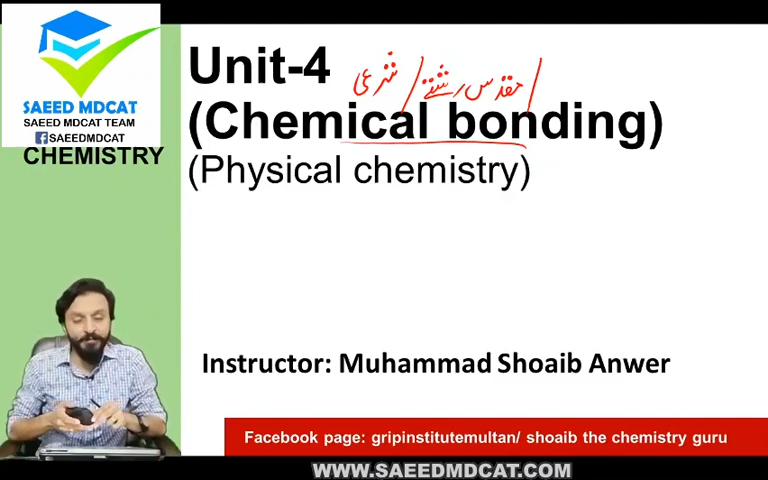 SAEED MDCAT
SAEED MDCAT TEAM
SAEEDMDCAT
CHEMISTRY
Unit-4
مقدس رشتے / شرعی
(Chemical bonding)
(Physical chemistry)
Instructor: Muhammad Shoaib Anwer
Facebook page: gripinstitutemultan/ shoaib the chemistry guru
WWW.SAEEDMDCAT.COM